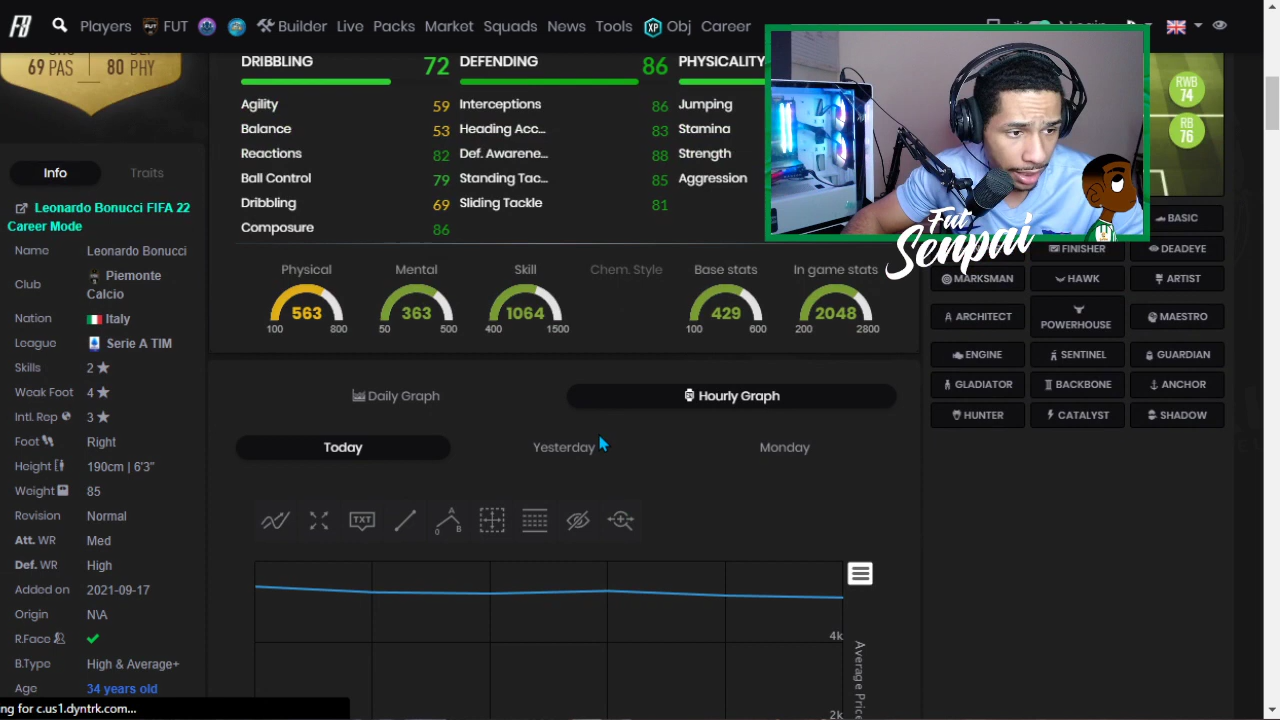 FB Players FUT Builder Live Packs Market Squads News Tools XP Obj Career
69 PAS 80 PHY
DRIBBLING 72 DEFENDING 86 PHYSICALITY
Agility 59 Interceptions 86 Jumping
Balance 53 Heading Acc... 83 Stamina
Reactions 82 Def. Awarene... 88 Strength
Ball Control 79 Standing Tac... 85 Aggression
Dribbling 69 Sliding Tackle 81
Composure 86
RWB
74
RB
76
Fut
Senpai
Info Traits
Leonardo Bonucci FIFA 22
Career Mode
Name Leonardo Bonucci
Club Piemonte
Calcio
Nation Italy
League Serie A TIM
Skills 2
Weak Foot 4
Intl. Rep 3
Foot Right
Height 190cm | 6'3"
Weight 85
Revision Normal
Att. WR Med
Def. WR High
Added on 2021-09-17
Origin N/A
R.Face
B.Type High & Average+
Age 34 years old
Physical Mental Skill Chem. Style Base stats In game stats
563 363 1064 429 2048
100 800 50 500 400 1500 100 600 200 2800
BASIC
FINISHER DEADEYE
MARKSMAN HAWK ARTIST
ARCHITECT POWERHOUSE MAESTRO
ENGINE SENTINEL GUARDIAN
GLADIATOR BACKBONE ANCHOR
HUNTER CATALYST SHADOW
Daily Graph Hourly Graph
Today Yesterday Monday
TXT A
0 B
4k
2k
Average Pric
ng for c.us1.dyntrk.com...